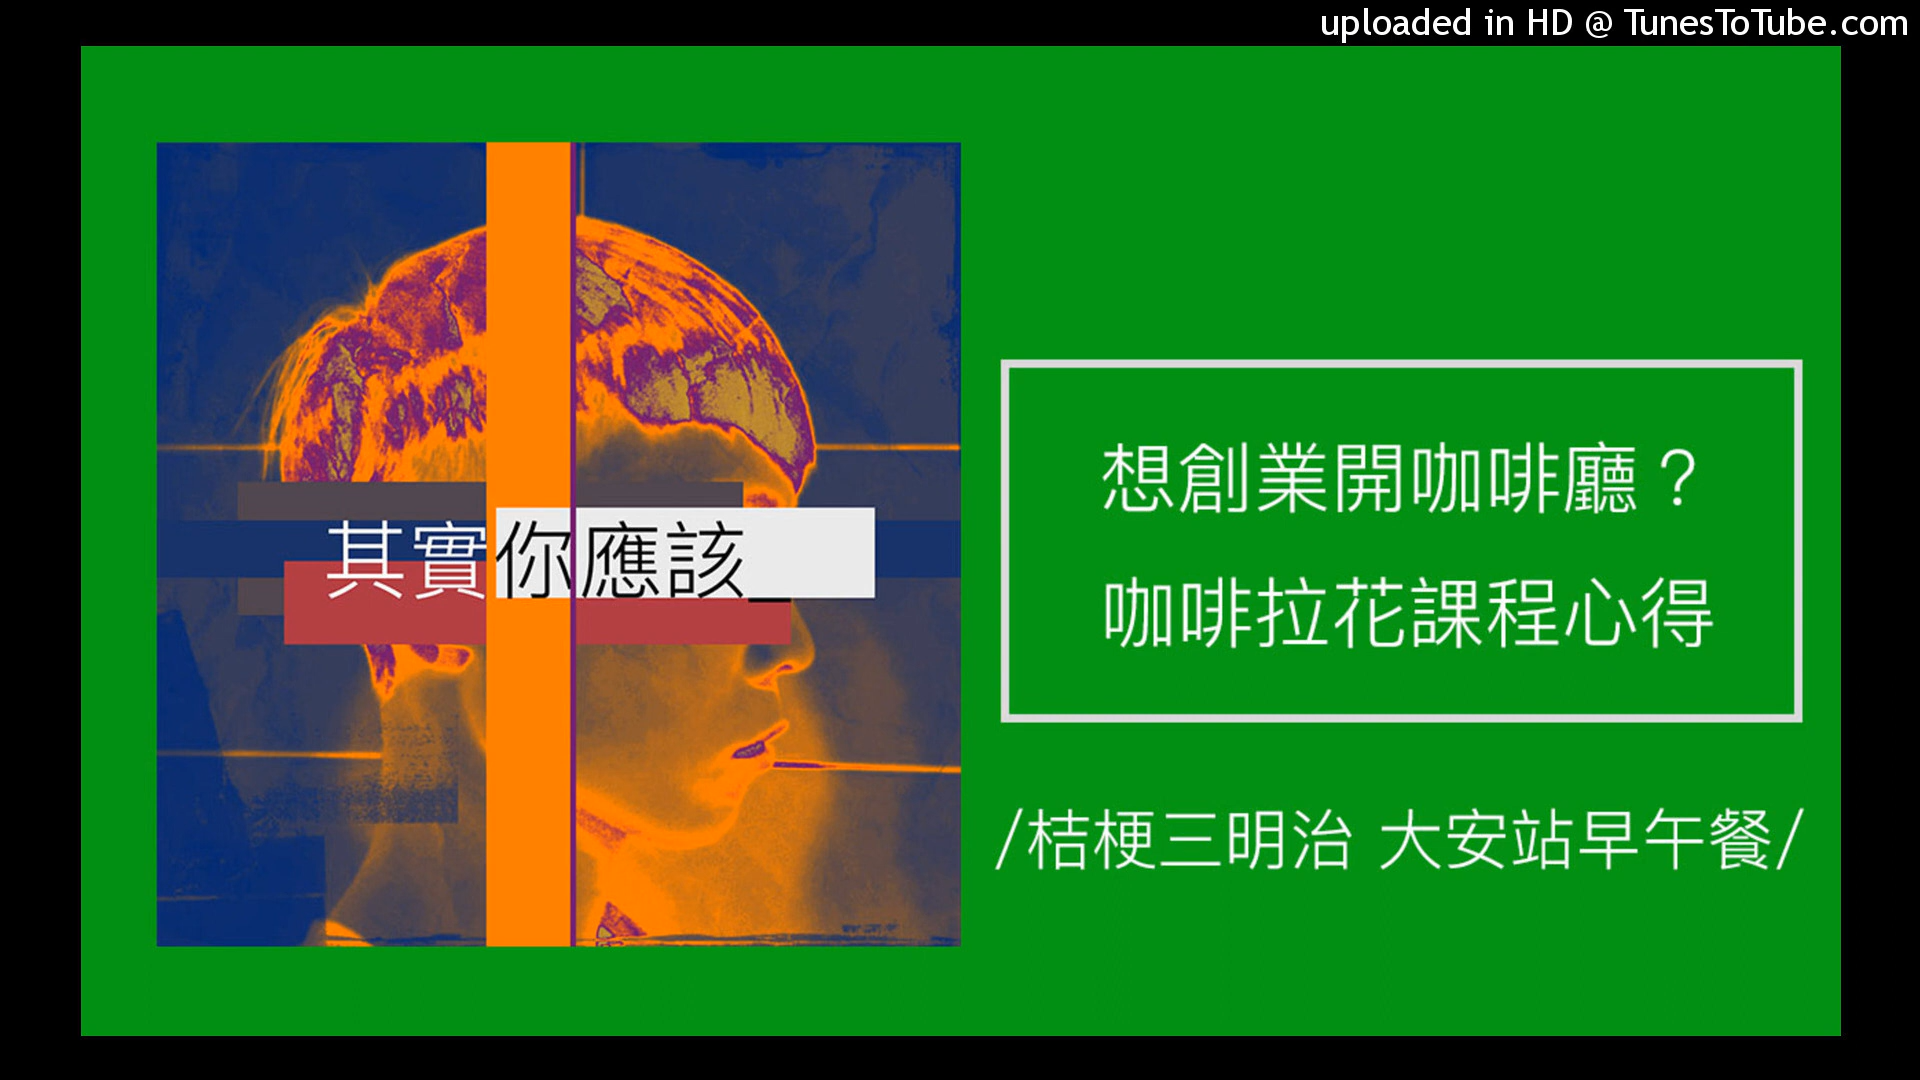 uploaded in HD @ TunesToTube.com
其實你應該_
想創業開咖啡廳？
咖啡拉花課程心得
/桔梗三明治 大安站早午餐/